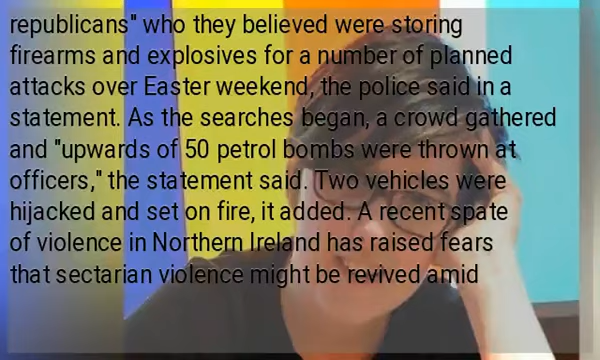 republicans" who they believed were storing
firearms and explosives for a number of planned
attacks over Easter weekend, the police said in a
statement. As the searches began, a crowd gathered
and "upwards of 50 petrol bombs were thrown at
officers," the statement said. Two vehicles were
hijacked and set on fire, it added. A recent spate
of violence in Northern Ireland has raised fears
that sectarian violence might be revived amid